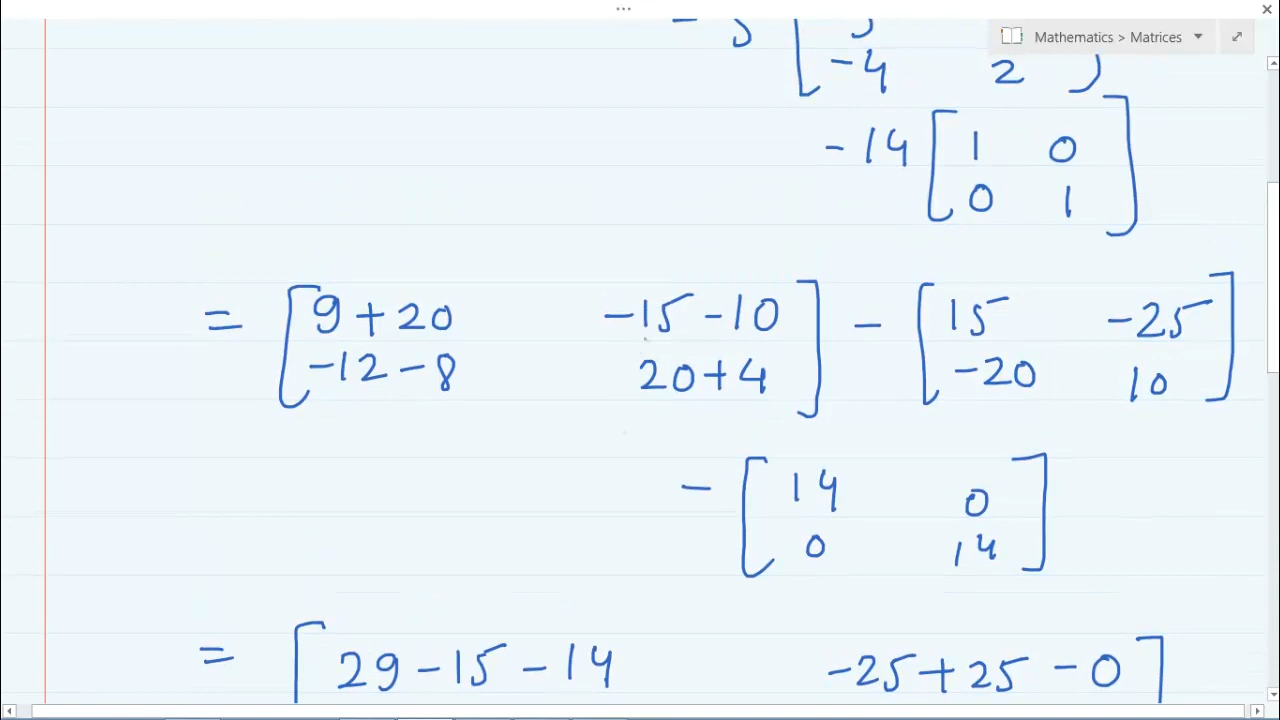 Mathematics > Matrices
-5
-4 2
-14 [ 1 0
0 1 ]
= [ 9+20 -15-10 ] - [ 15 -25 ]
[ -12-8 20+4 ] [ -20 10 ]
- [ 14 0
0 14 ]
= [ 29-15-14 -25+25-0 ]